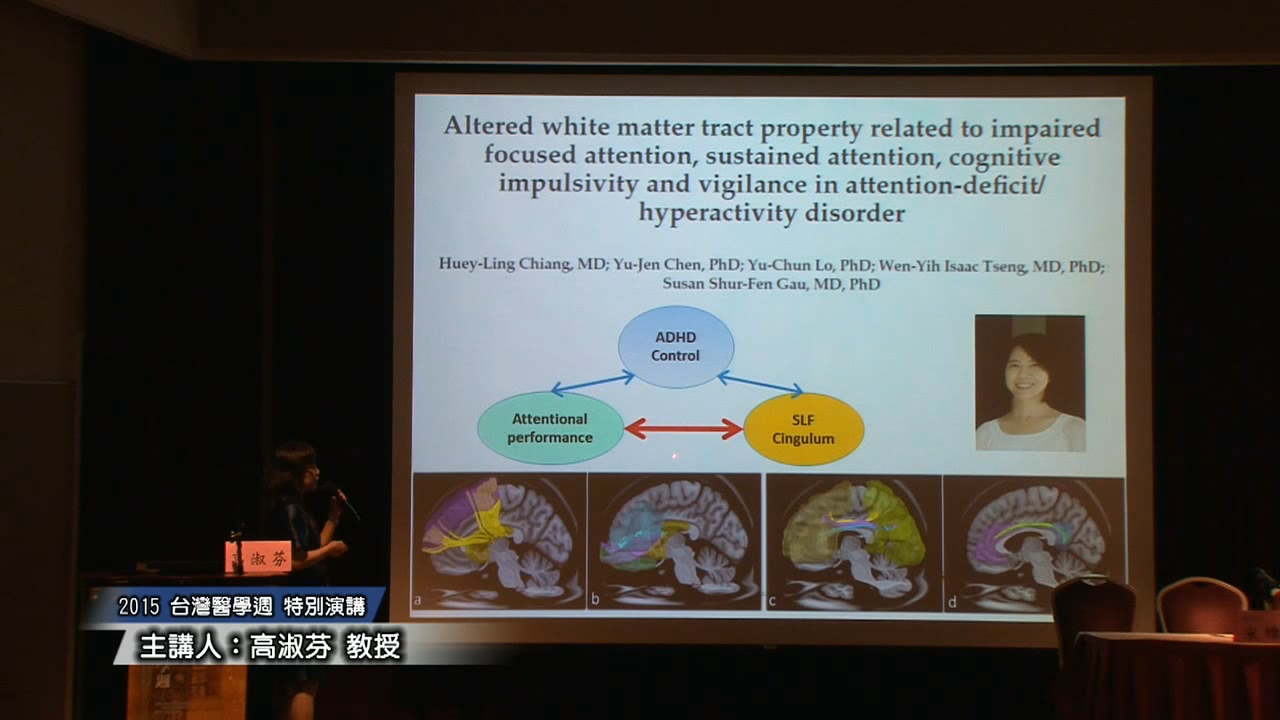 Altered white matter tract property related to impaired
focused attention, sustained attention, cognitive
impulsivity and vigilance in attention-deficit/
hyperactivity disorder
Huey-Ling Chiang, MD; Yu-Jen Chen, PhD; Yu-Chun Lo, PhD; Wen-Yih Isaac Tseng, MD, PhD;
Susan Shur-Fen Gau, MD, PhD
ADHD
Control
Attentional
performance
SLF
Cingulum
a
b
c
d
淑芬
2015 台灣醫學週 特別演講
主講人：高淑芬 教授